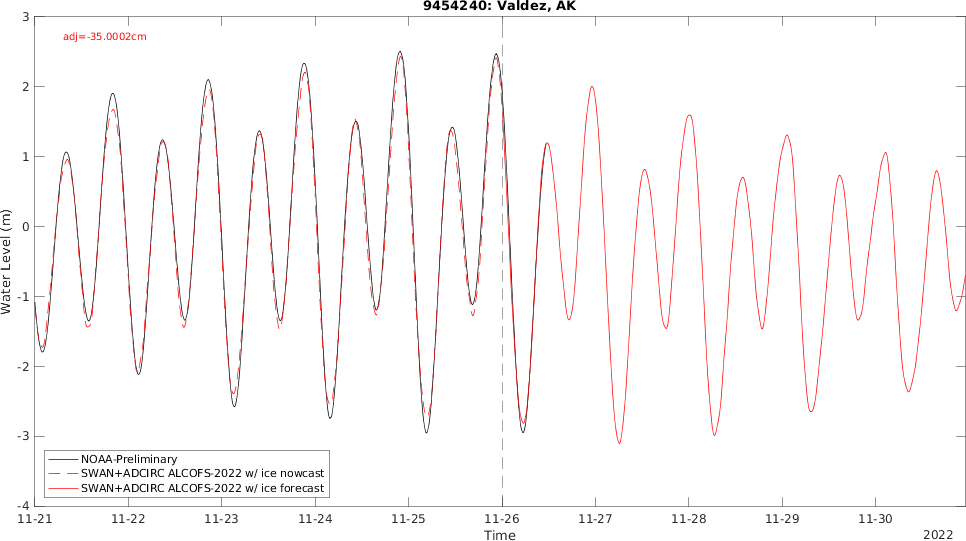 9454240: Valdez, AK
adj=-35.0002cm
3
2
1
0
-1
-2
-3
-4
Water Level (m)
NOAA-Preliminary
SWAN+ADCIRC ALCOFS-2022 w/ ice nowcast
SWAN+ADCIRC ALCOFS-2022 w/ ice forecast
11-21 11-22 11-23 11-24 11-25 11-26 11-27 11-28 11-29 11-30
Time
2022